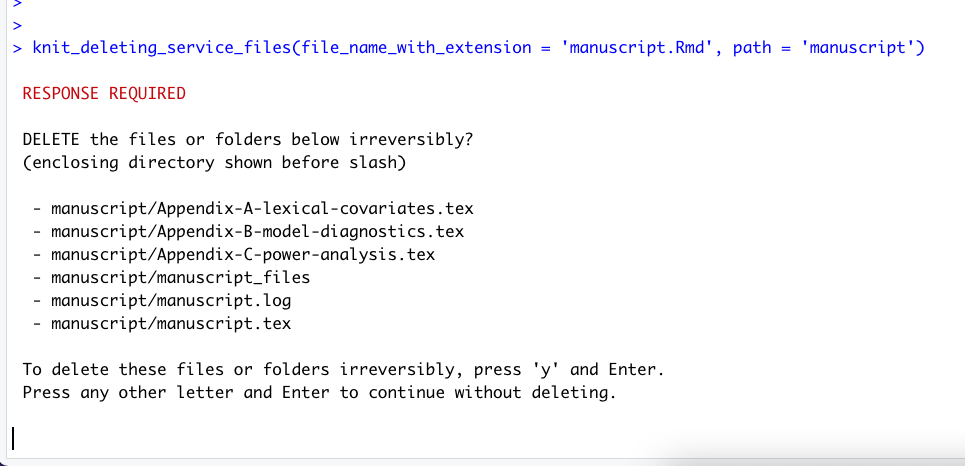 >
>
> knit_deleting_service_files(file_name_with_extension = 'manuscript.Rmd', path = 'manuscript')
RESPONSE REQUIRED
DELETE the files or folders below irreversibly?
(enclosing directory shown before slash)
- manuscript/Appendix-A-lexical-covariates.tex
- manuscript/Appendix-B-model-diagnostics.tex
- manuscript/Appendix-C-power-analysis.tex
- manuscript/manuscript_files
- manuscript/manuscript.log
- manuscript/manuscript.tex
To delete these files or folders irreversibly, press 'y' and Enter.
Press any other letter and Enter to continue without deleting.